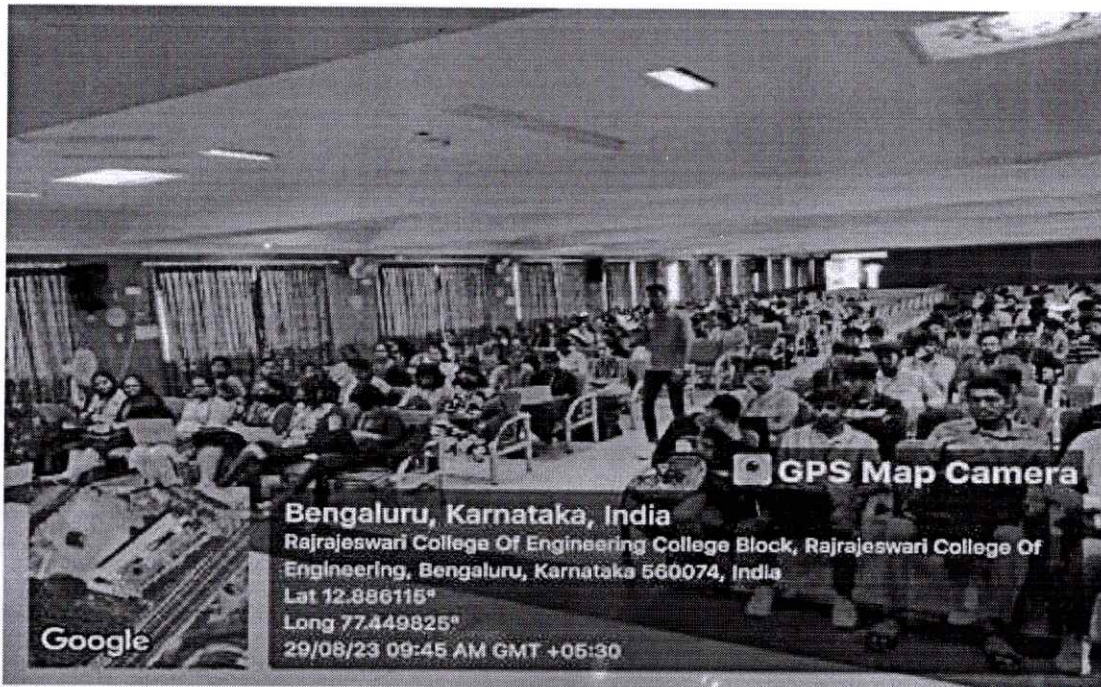 GPS Map Camera
Bengaluru, Karnataka, India
Rajrajeswari College Of Engineering College Block, Rajrajeswari College Of
Engineering, Bengaluru, Karnataka 560074, India
Lat 12.886115°
Long 77.449825°
29/08/23 09:45 AM GMT +05:30
Google